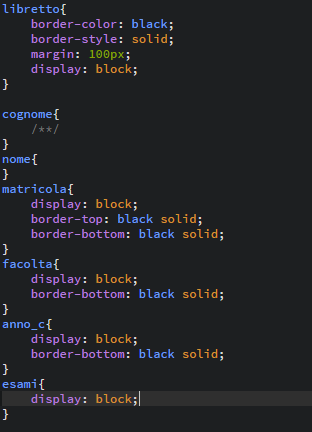 libretto{
    border-color: black;
    border-style: solid;
    margin: 100px;
    display: block;
}

cognome{
    /**/
}
nome{
}
matricola{
    display: block;
    border-top: black solid;
    border-bottom: black solid;
}
facolta{
    display: block;
    border-bottom: black solid;
}
anno_c{
    display: block;
    border-bottom: black solid;
}
esami{
    display: block;
}